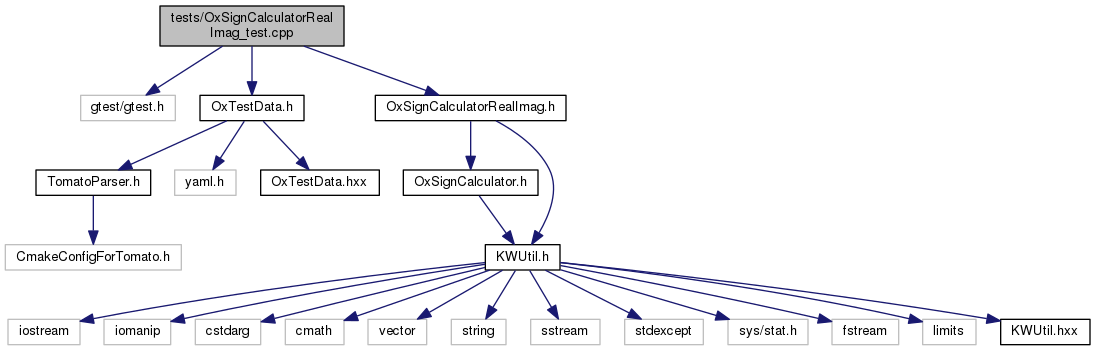 tests/OxSignCalculatorReal
Imag_test.cpp
gtest/gtest.h
OxTestData.h
OxSignCalculatorRealImag.h
TomatoParser.h
yaml.h
OxTestData.hxx
OxSignCalculator.h
CmakeConfigForTomato.h
KWUtil.h
iostream
iomanip
cstdarg
cmath
vector
string
sstream
stdexcept
sys/stat.h
fstream
limits
KWUtil.hxx